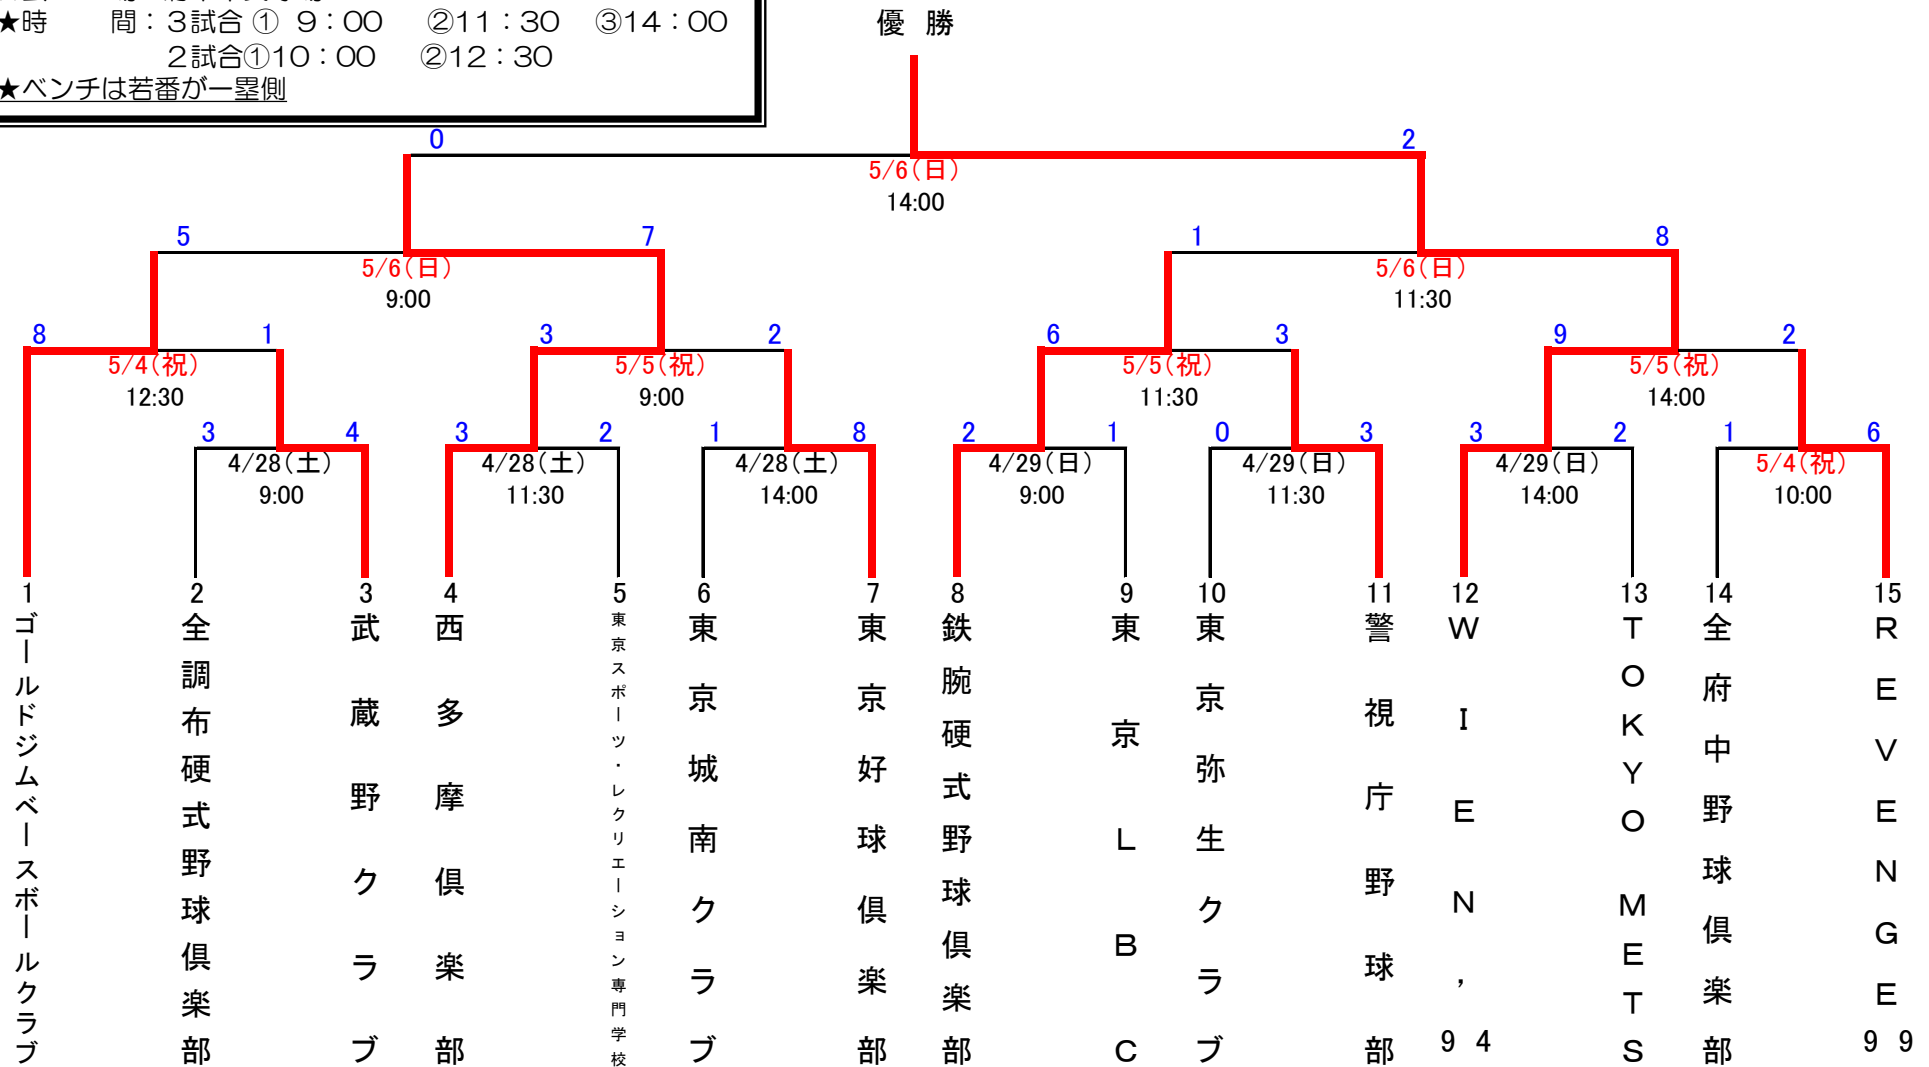 ★時　間：３試合 ① ９：００　②１１：３０　③１４：００
２試合①１０：００　②１２：３０
★ベンチは若番が一塁側
優 勝
0 2
5/6(日)
14:00
5 7 1 8
5/6(日) 5/6(日)
9:00 11:30
8 1 3 2 6 3 9 2
5/4(祝) 5/5(祝) 5/5(祝) 5/5(祝)
12:30 9:00 11:30 14:00
3 4 3 2 1 8 2 1 0 3 3 2 1 6
4/28(土) 4/28(土) 4/28(土) 4/29(日) 4/29(日) 4/29(日) 5/4(祝)
9:00 11:30 14:00 9:00 11:30 14:00 10:00
1 2 3 4 5 6 7 8 9 10 11 12 13 14 15
ゴールドジムベースボールクラブ
全調布硬式野球倶楽部
武蔵野クラブ
西多摩倶楽部
東京スポーツ・レクリエーション専門学校
東京城南クラブ
東京好球倶楽部
鉄腕硬式野球倶楽部
東京ＬＢＣ
東京弥生クラブ
警視庁野球部
ＷＩＥＮ，９４
ＴＯＫＹＯ ＭＥＴＳ
全府中野球倶楽部
ＲＥＶＥＮＧＥ９９